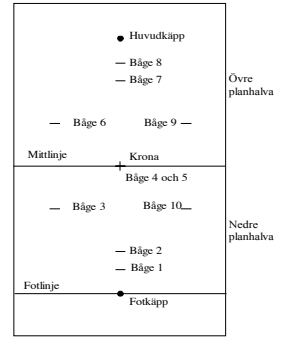 Huvudkäpp
Båge 8
Båge 7
Övre
planhalva
Båge 6
Båge 9
Mittlinje
Krona
Båge 4 och 5
Båge 3
Båge 10
Nedre
planhalva
Båge 2
Båge 1
Fotlinje
Fotkäpp